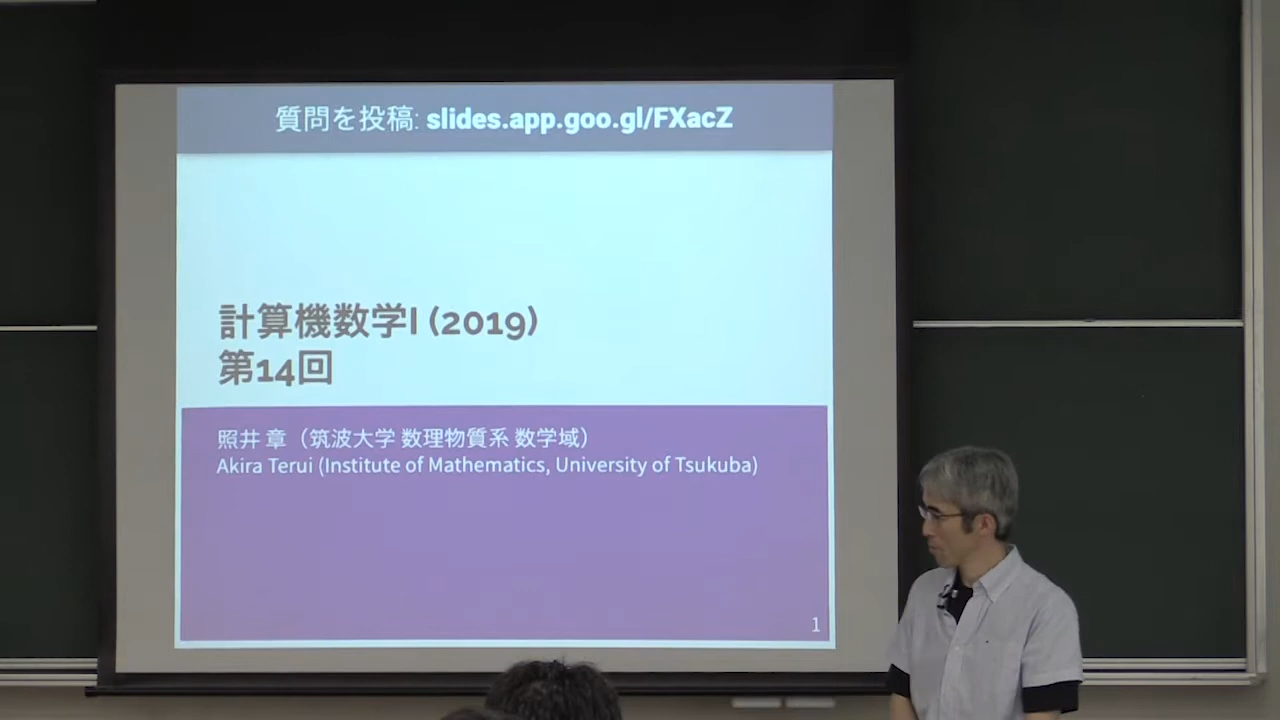 質問を投稿: slides.app.goo.gl/FXacZ
計算機数学I (2019)
第14回
照井 章（筑波大学 数理物質系 数学域）
Akira Terui (Institute of Mathematics, University of Tsukuba)
1